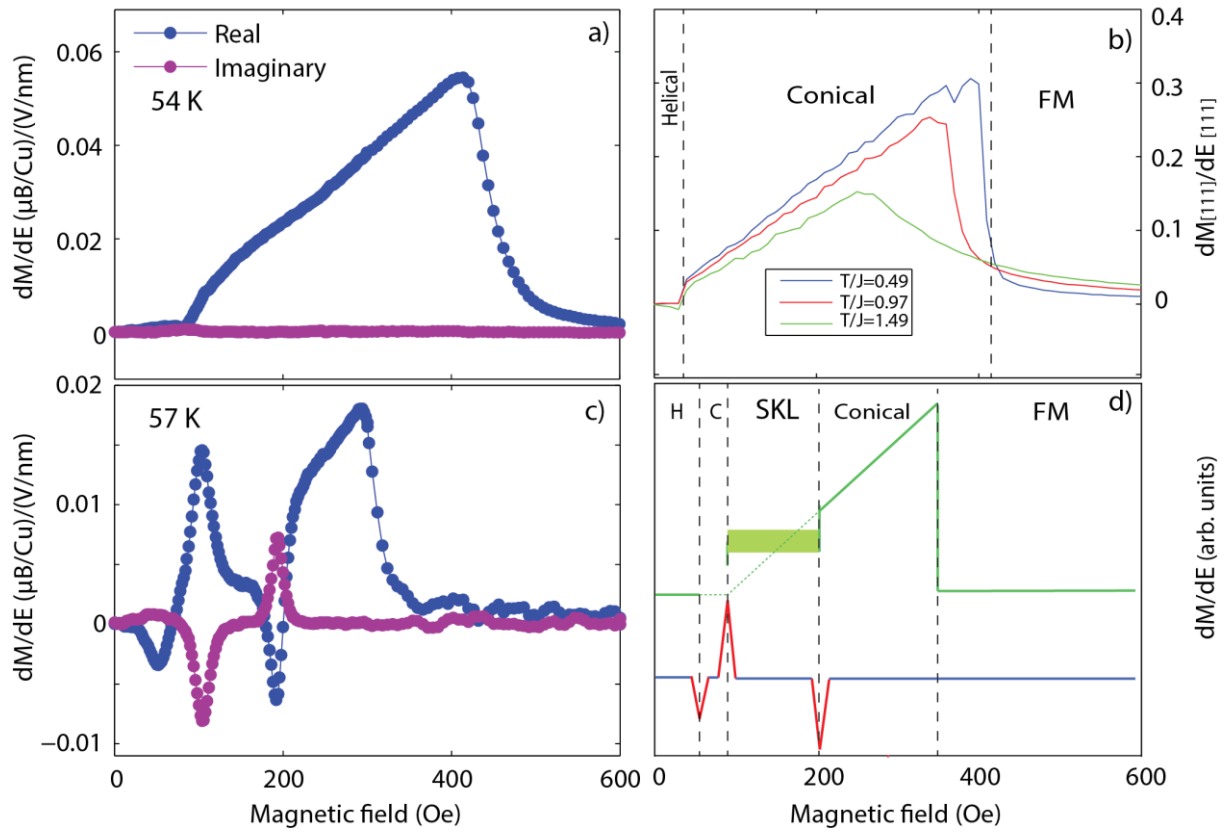 a)
Real
Imaginary
54 K
0.06
0.04
0.02
0
dM/dE (μB/Cu)/(V/nm)
b)
Helical
Conical
FM
T/J=0.49
T/J=0.97
T/J=1.49
0.4
0.3
0.2
0.1
0
dM[111]/dE [111]
c)
57 K
0.02
0.01
0
−0.01
dM/dE (μB/Cu)/(V/nm)
0
200
400
600
Magnetic field (Oe)
d)
H
C
SKL
Conical
FM
dM/dE (arb. units)
0
200
400
600
Magnetic field (Oe)